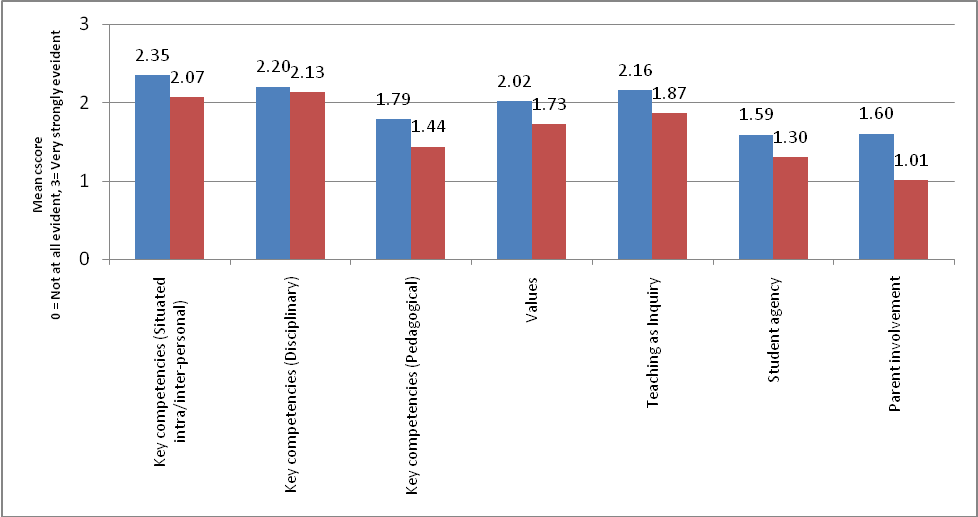 Mean cscore
0 = Not at all evident, 3= Very strongly eveident
3
2
1
0
2.35
2.07
2.20
2.13
1.79
1.44
2.02
1.73
2.16
1.87
1.59
1.30
1.60
1.01
Key competencies (Situated
intra/inter-personal)
Key competencies (Disciplinary)
Key competencies (Pedagogical)
Values
Teaching as Inquiry
Student agency
Parent involvement